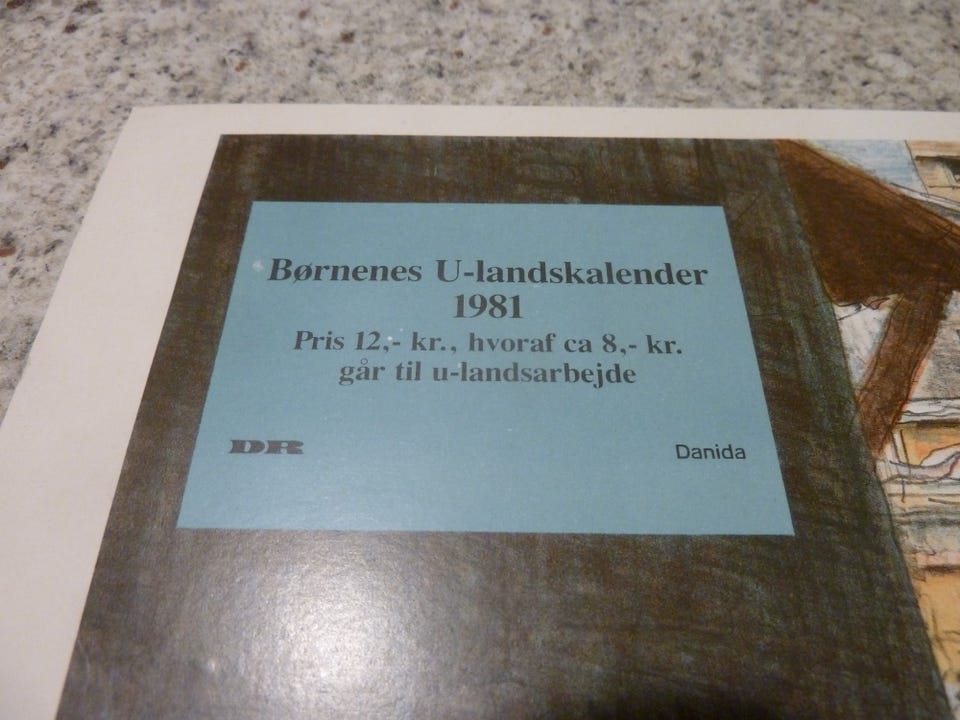 Børnenes U-landskalender
1981
Pris 12,- kr., hvoraf ca 8,- kr.
går til u-landsarbejde
DR
Danida